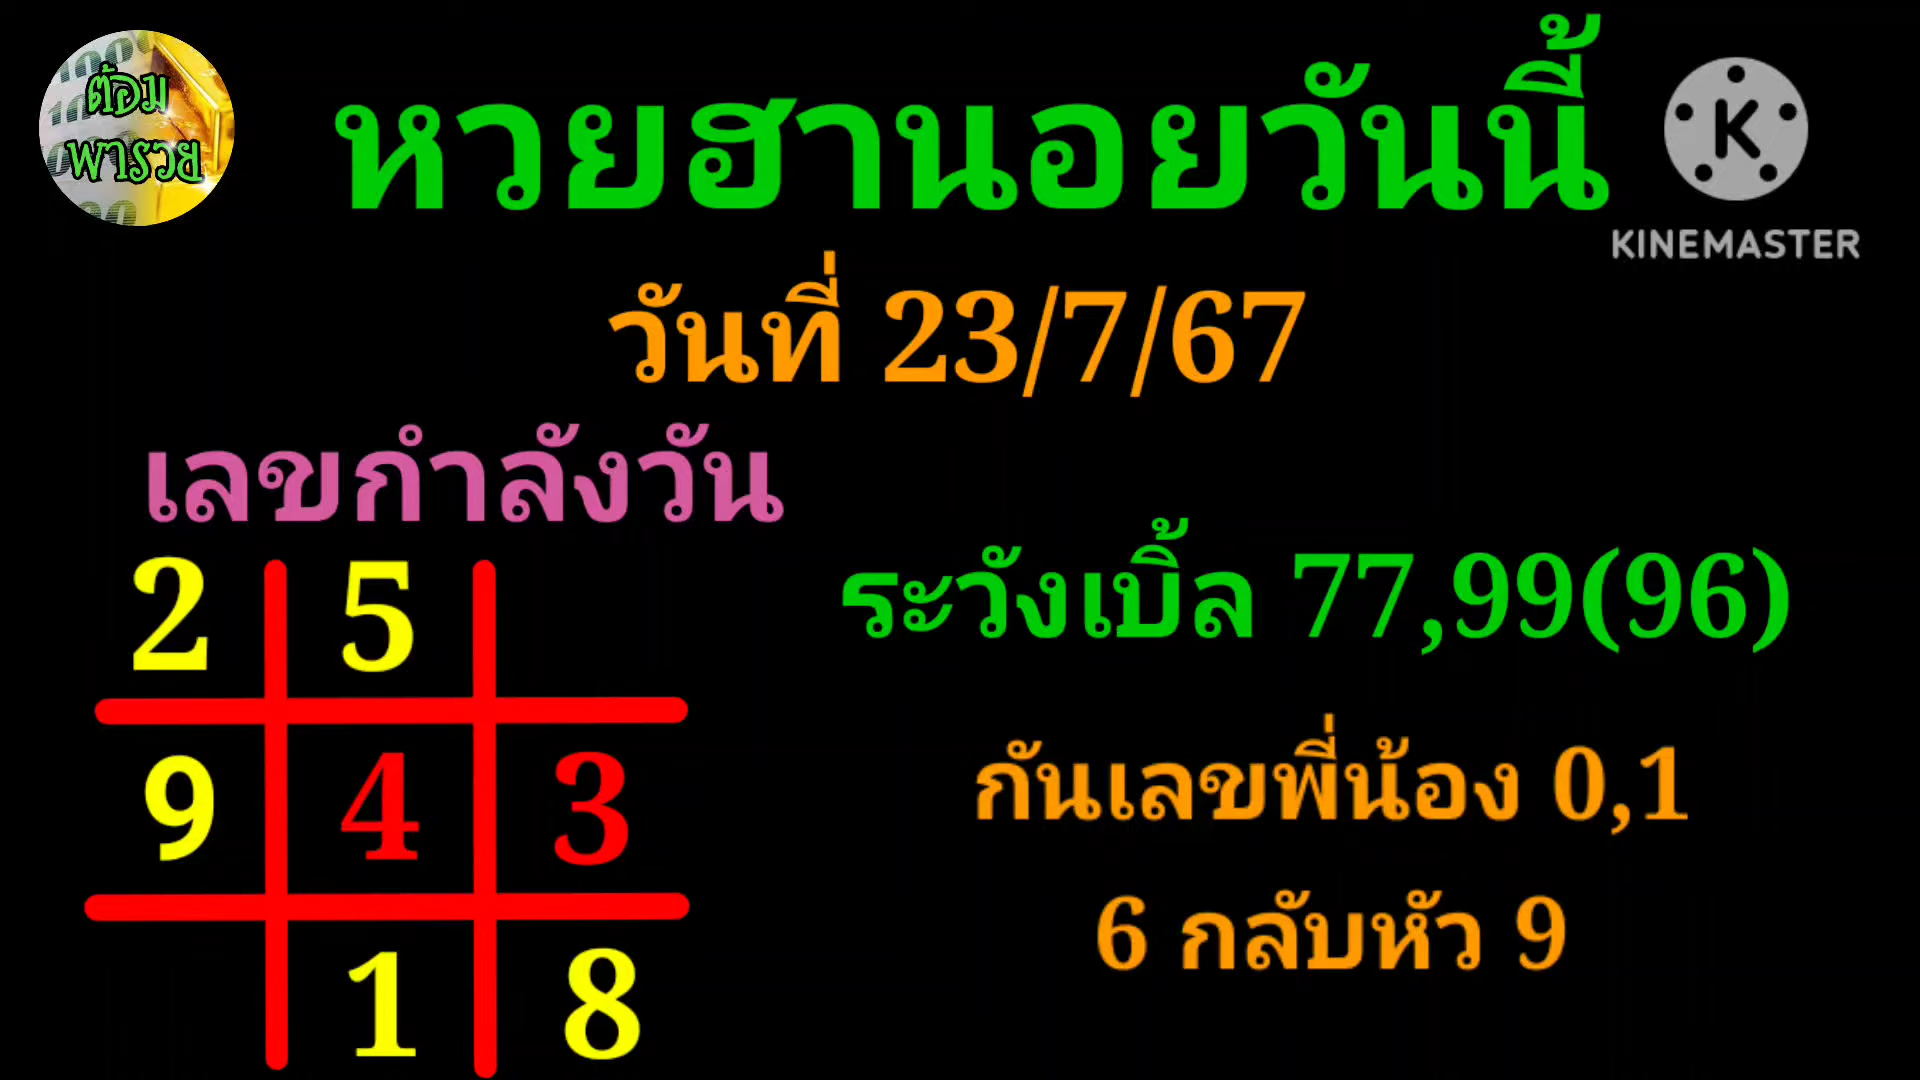 ต้อม
พารวย
หวยฮานอยวันนี้
KINEMASTER
วันที่ 23/7/67
เลขกำลังวัน
2 5
9 4 3
1 8
ระวังเบิ้ล 77,99(96)
กันเลขพี่น้อง 0,1
6 กลับหัว 9